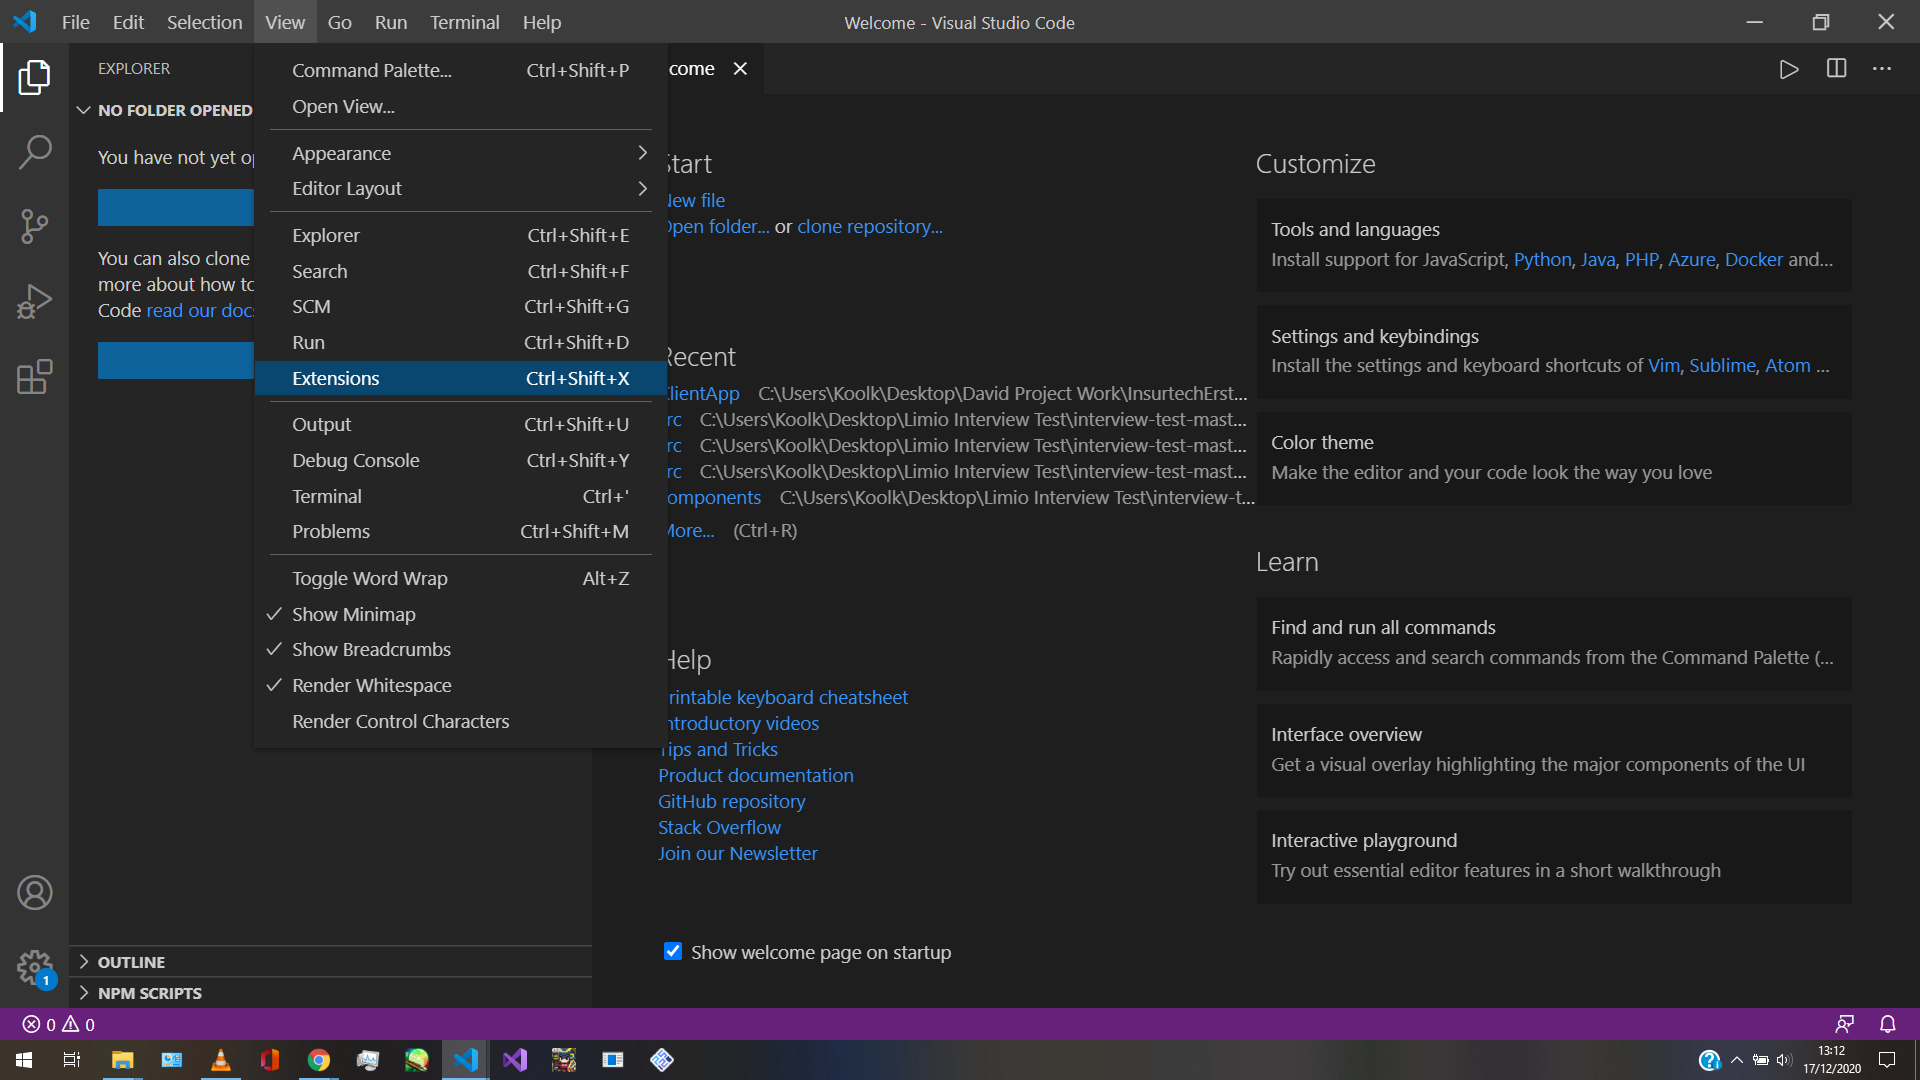 File Edit Selection View Go Run Terminal Help
Welcome - Visual Studio Code
EXPLORER
NO FOLDER OPENED
You have not yet
You can also clone
more about how to
Code read our docs
Command Palette... Ctrl+Shift+P
Open View...
Appearance
Editor Layout
Explorer Ctrl+Shift+E
Search Ctrl+Shift+F
SCM Ctrl+Shift+G
Run Ctrl+Shift+D
Extensions Ctrl+Shift+X
Output Ctrl+Shift+U
Debug Console Ctrl+Shift+Y
Terminal Ctrl+'
Problems Ctrl+Shift+M
Toggle Word Wrap Alt+Z
Show Minimap
Show Breadcrumbs
Render Whitespace
Render Control Characters
come
Start
New file
Open folder... or clone repository...
Recent
ClientApp C:\Users\Koolk\Desktop\David Project Work\InsurtechErst...
rc C:\Users\Koolk\Desktop\Limio Interview Test\interview-test-mast...
rc C:\Users\Koolk\Desktop\Limio Interview Test\interview-test-mast...
rc C:\Users\Koolk\Desktop\Limio Interview Test\interview-test-mast...
omponents C:\Users\Koolk\Desktop\Limio Interview Test\interview-t...
More... (Ctrl+R)
Help
rintable keyboard cheatsheet
ntroductory videos
Tips and Tricks
Product documentation
GitHub repository
Stack Overflow
Join our Newsletter
Show welcome page on startup
Customize
Tools and languages
Install support for JavaScript, Python, Java, PHP, Azure, Docker and...
Settings and keybindings
Install the settings and keyboard shortcuts of Vim, Sublime, Atom ...
Color theme
Make the editor and your code look the way you love
Learn
Find and run all commands
Rapidly access and search commands from the Command Palette (...
Interface overview
Get a visual overlay highlighting the major components of the UI
Interactive playground
Try out essential editor features in a short walkthrough
1
OUTLINE
NPM SCRIPTS
0 0
13:12
17/12/2020